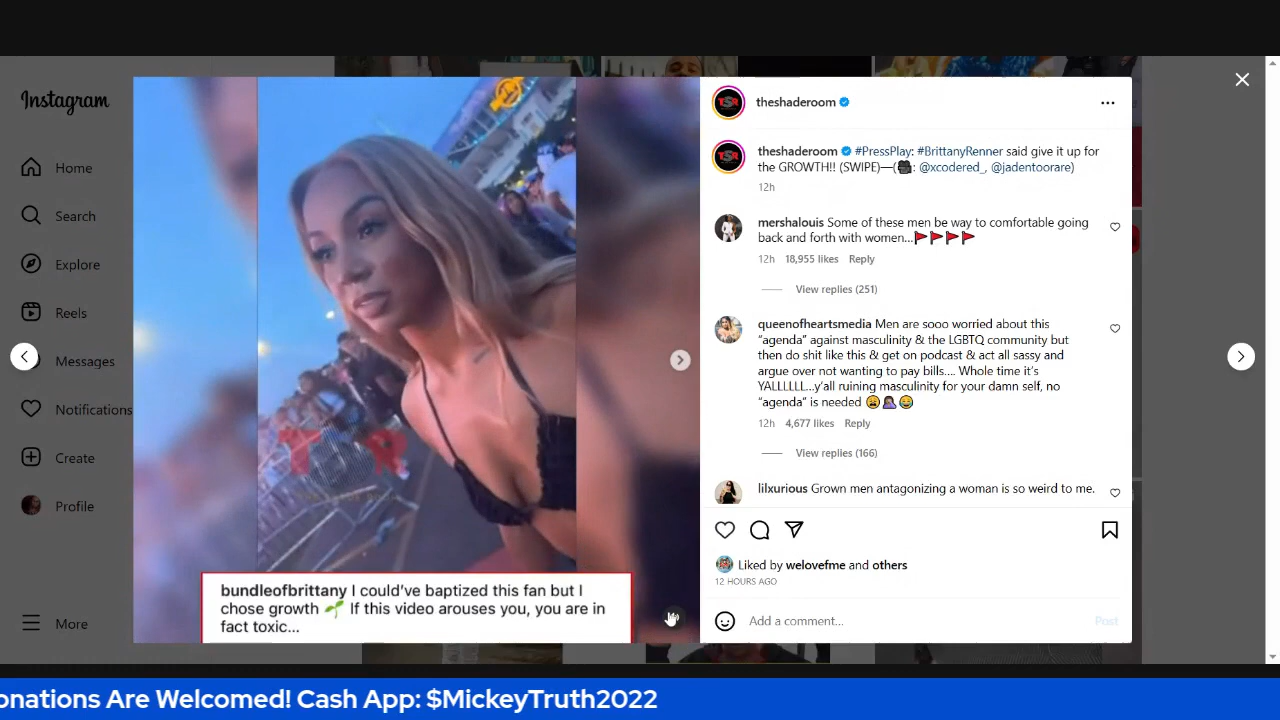 Instagram
Home
Search
Explore
Reels
Messages
Notifications
Create
Profile
More
TSR
bundleofbrittany I could've baptized this fan but I
chose growth 🌱 If this video arouses you, you are in
fact toxic...
theshaderoom
theshaderoom #PressPlay: #BrittanyRenner said give it up for
the GROWTH!! (SWIPE)—(🎥: @xcodered_, @jadentoorare)
12h
mershalouis Some of these men be way to comfortable going
back and forth with women...🚩🚩🚩🚩
12h 18,955 likes Reply
View replies (251)
queenofheartsmedia Men are sooo worried about this
"agenda" against masculinity & the LGBTQ community but
then do shit like this & get on podcast & act all sassy and
argue over not wanting to pay bills.... Whole time it's
YALLLLLL...y'all ruining masculinity for your damn self, no
"agenda" is needed 😩🤦🏽‍♀️😂
12h 4,677 likes Reply
View replies (166)
lilxurious Grown men antagonizing a woman is so weird to me.
Liked by welovefme and others
12 HOURS AGO
Add a comment...
Post
onations Are Welcomed! Cash App: $MickeyTruth2022